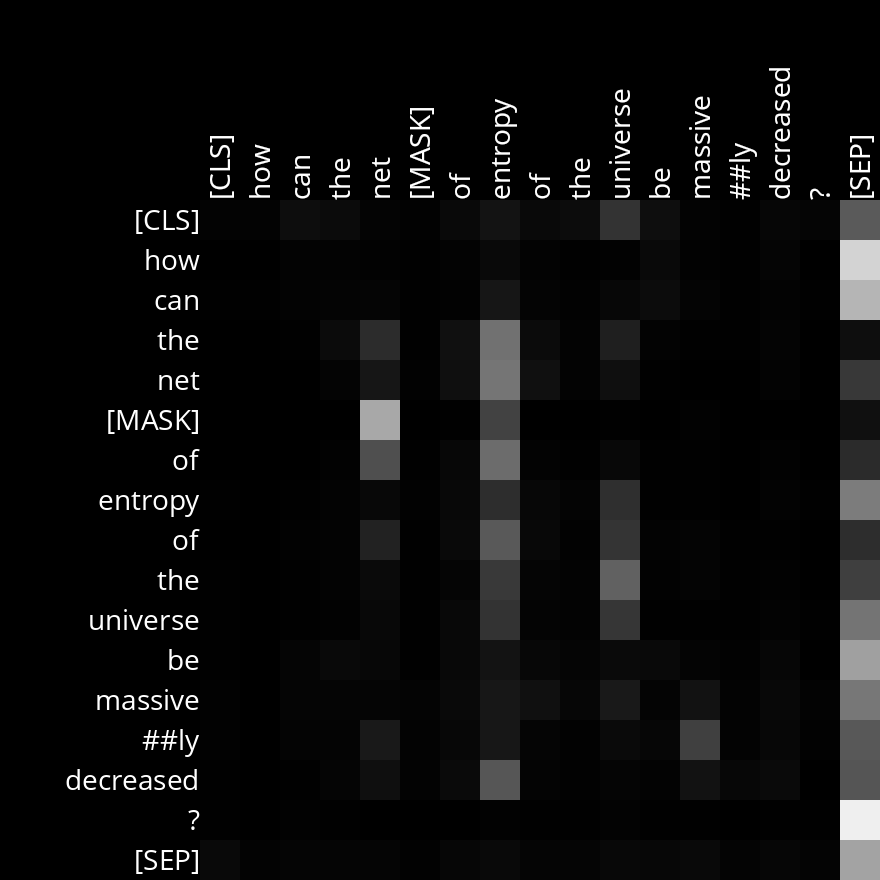 [CLS]
how
can
the
net
[MASK]
of
entropy
of
the
universe
be
massive
##ly
decreased
?
[SEP]
[CLS]
how
can
the
net
[MASK]
of
entropy
of
the
universe
be
massive
##ly
decreased
?
[SEP]